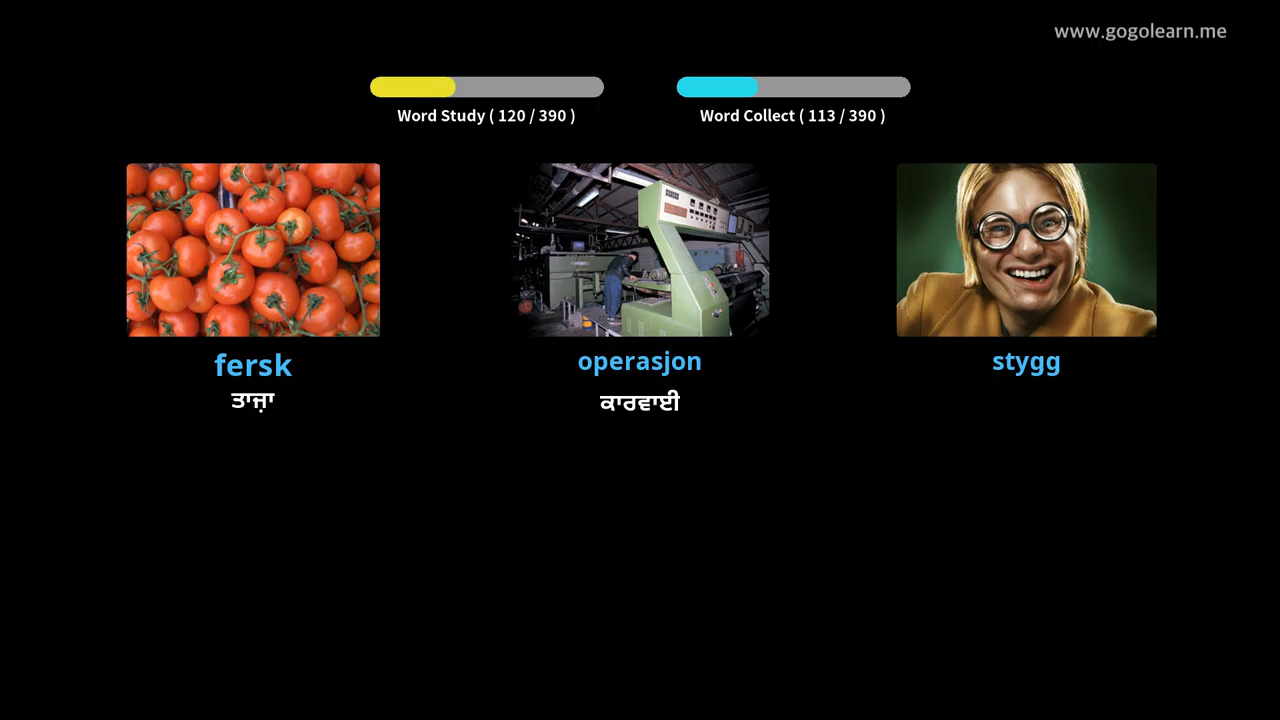 www.gogolearn.me
Word Study ( 120 / 390 )
Word Collect ( 113 / 390 )
fersk
ਤਾਜ਼ਾ
operasjon
ਕਾਰਵਾਈ
stygg